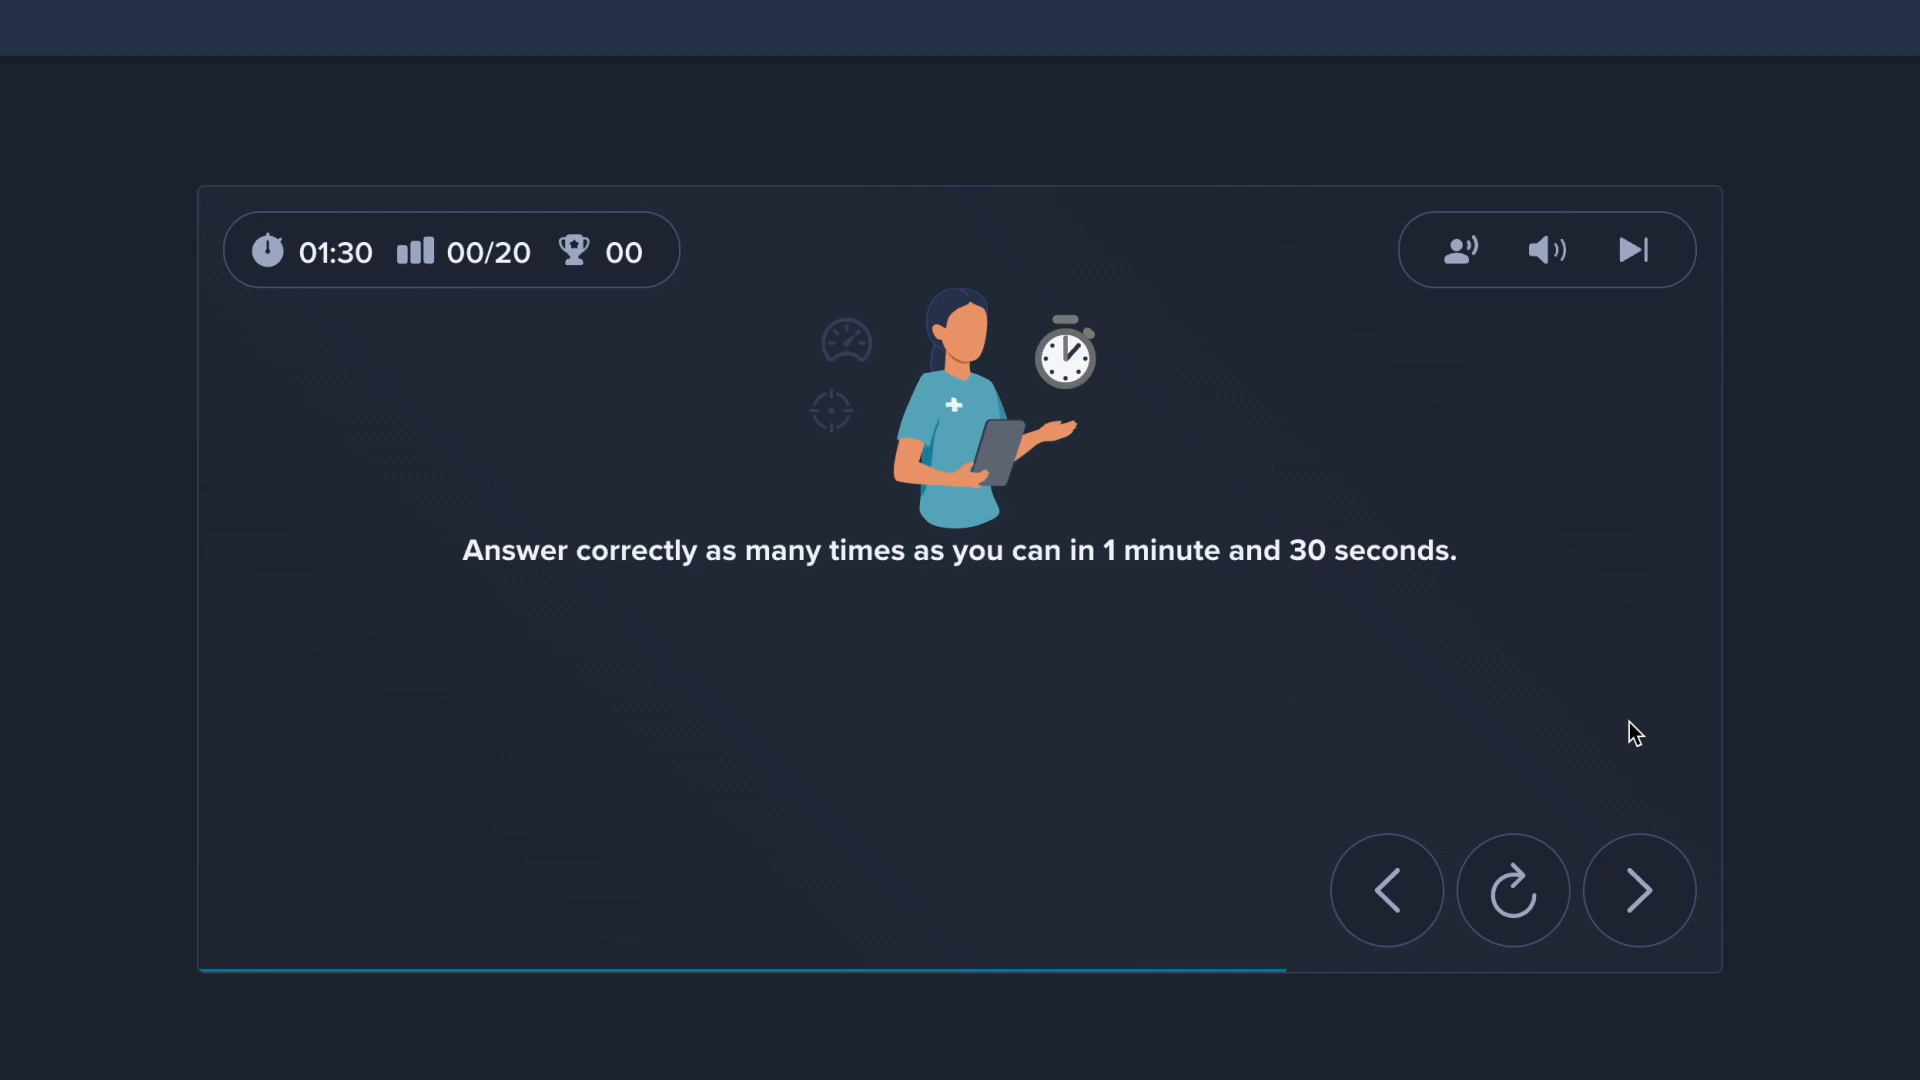 01:30 00/20 00
Answer correctly as many times as you can in 1 minute and 30 seconds.